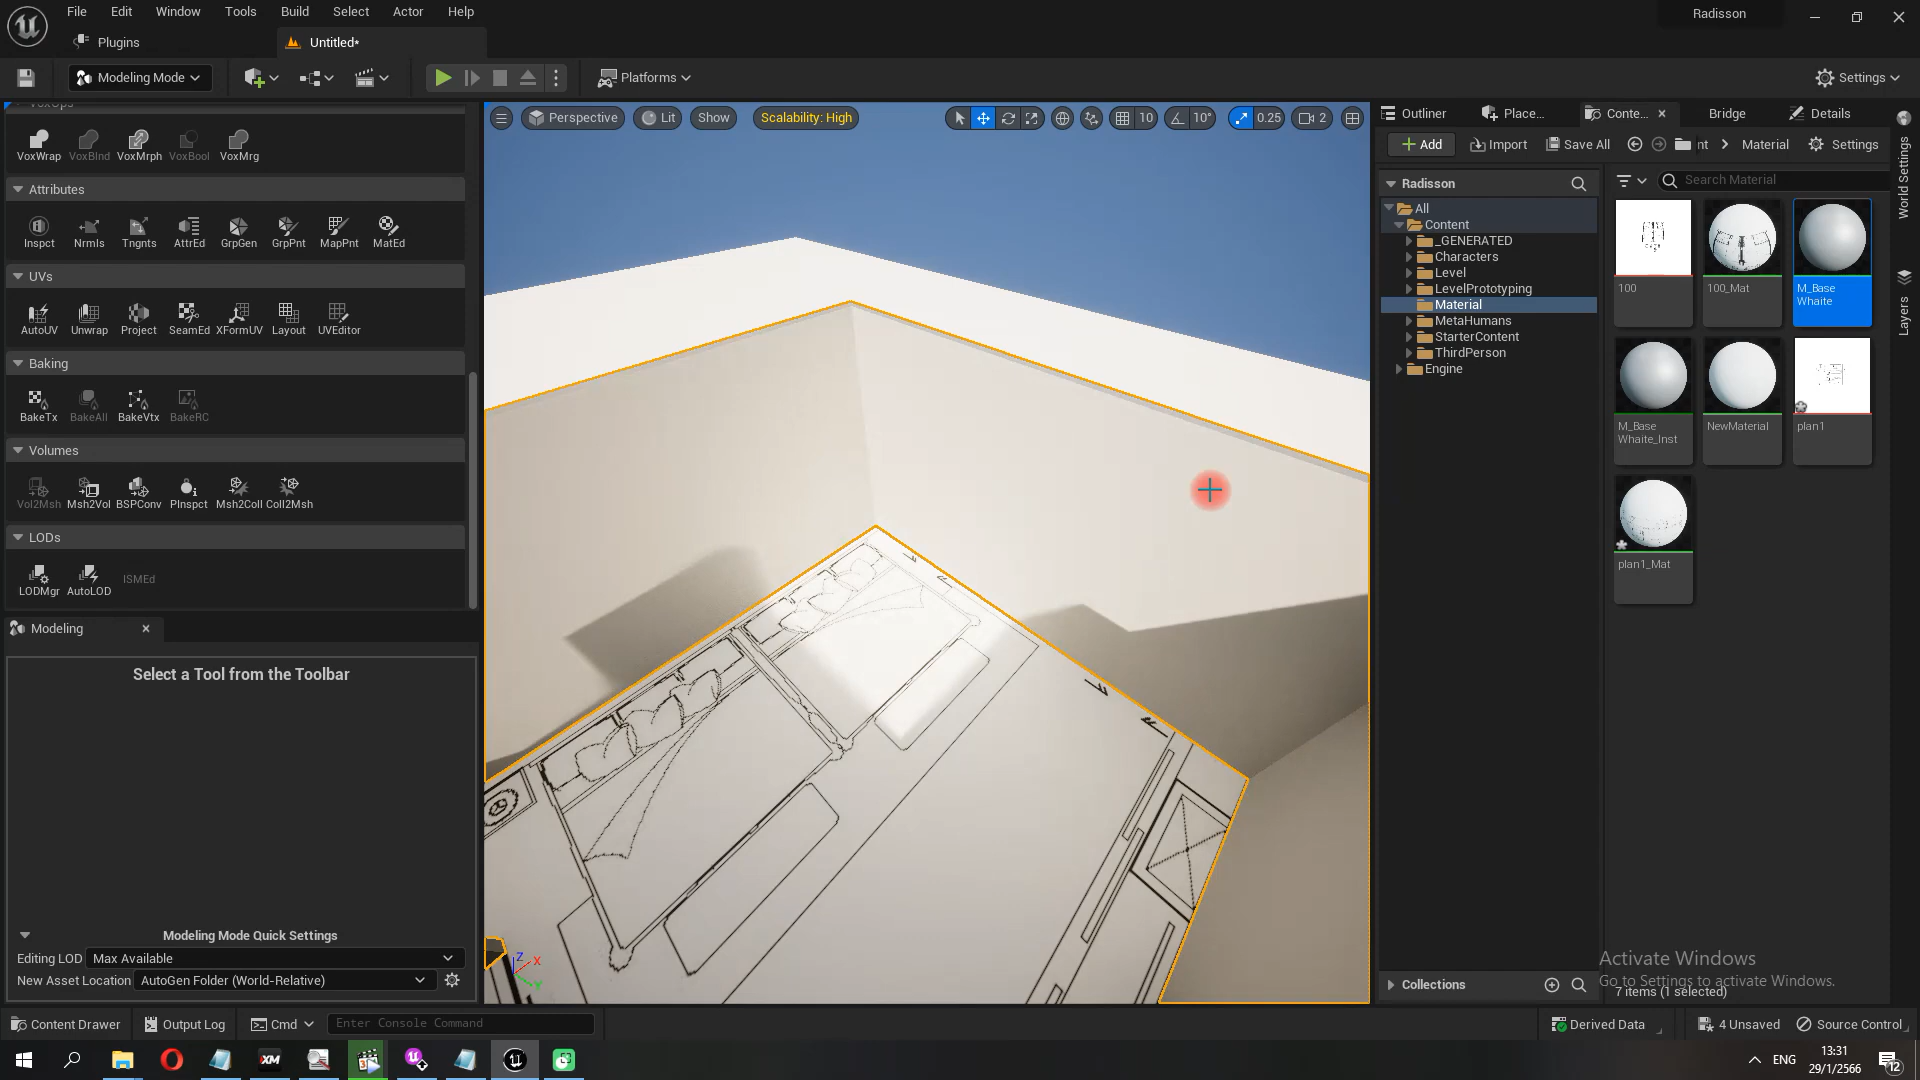 File Edit Window Tools Build Select Actor Help
Radisson
Plugins
Untitled*
Modeling Mode
Platforms
Settings
VoxWrap VoxBlnd VoxMrph VoxBool VoxMrg
Attributes
Inspct Nrmls Tngnts AttrEd GrpGen GrpPnt MapPnt MatEd
UVs
AutoUV Unwrap Project SeamEd XFormUV Layout UVEditor
Baking
BakeTx BakeAll BakeVtx BakeRC
Volumes
Vol2Msh Msh2Vol BSPConv PInspct Msh2Coll Coll2Msh
LODs
LODMgr AutoLOD ISMEd
Modeling
Select a Tool from the Toolbar
Modeling Mode Quick Settings
Editing LOD Max Available
New Asset Location AutoGen Folder (World-Relative)
Perspective Lit Show Scalability: High 10 10° 0.25 2
Z X
Y
Outliner Place... Conte... Bridge Details
Add Import Save All nt Material Settings
Radisson
Search Material
All
Content
_GENERATED
Characters
Level
LevelPrototyping
Material
MetaHumans
StarterContent
ThirdPerson
Engine
100 100_Mat M_Base
Whaite
M_Base
Whaite_Inst
NewMaterial plan1
plan1_Mat
World Settings
Layers
Collections
Activate Windows
Go to Settings to activate Windows.
7 items (1 selected)
Content Drawer Output Log Cmd Enter Console Command Derived Data 4 Unsaved Source Control
XM
ENG
13:31
29/1/2566
12